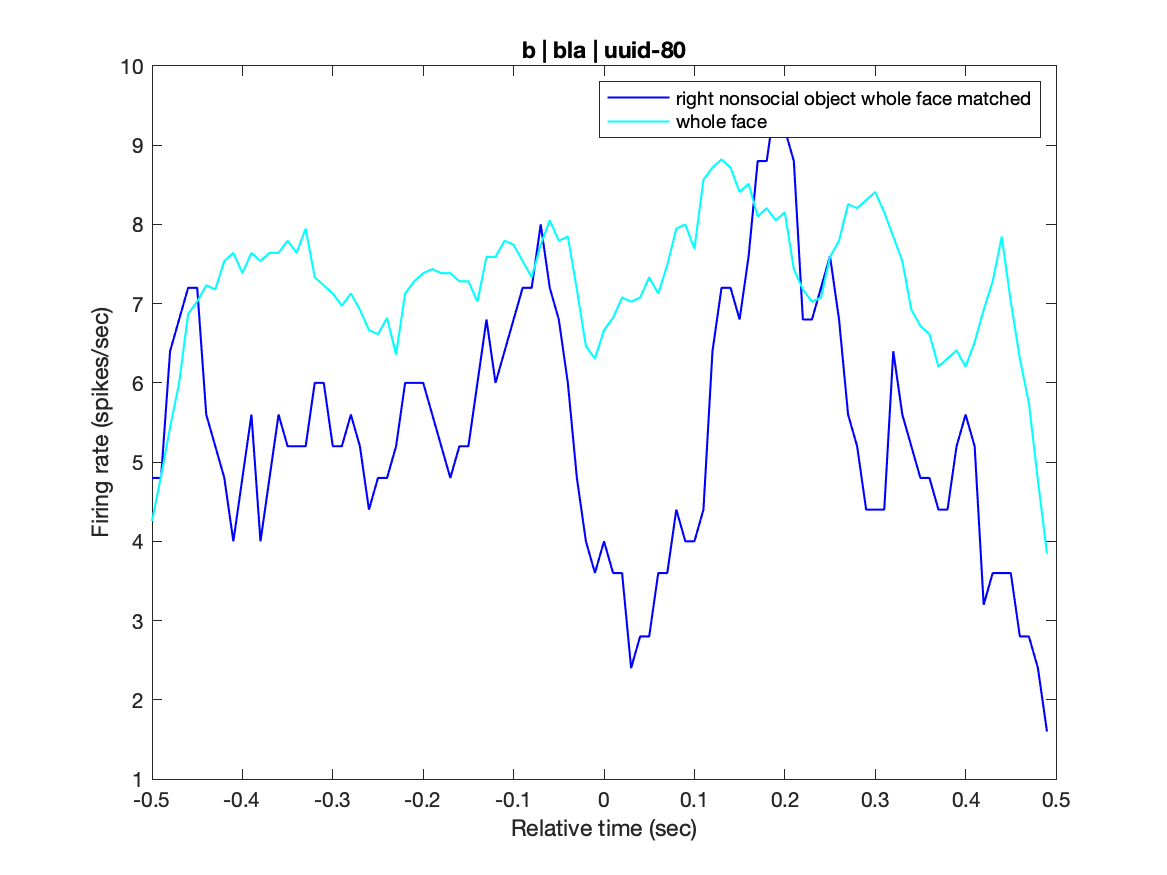 b | bla | uuid-80
right nonsocial object whole face matched
whole face
Firing rate (spikes/sec)
10
9
8
7
6
5
4
3
2
1
-0.5 -0.4 -0.3 -0.2 -0.1 0 0.1 0.2 0.3 0.4 0.5
Relative time (sec)